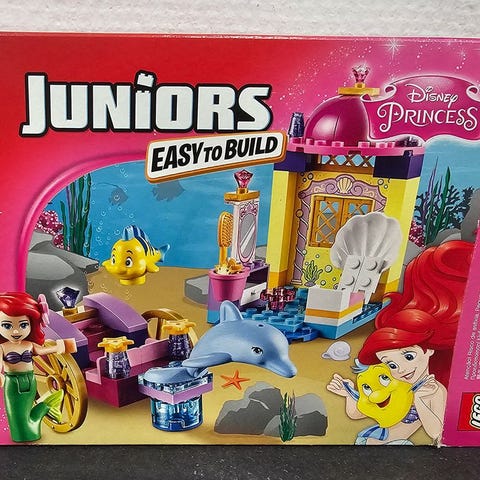 JUNiORS
EASY TO BUILD
Disney
PRINCESS
LEGO